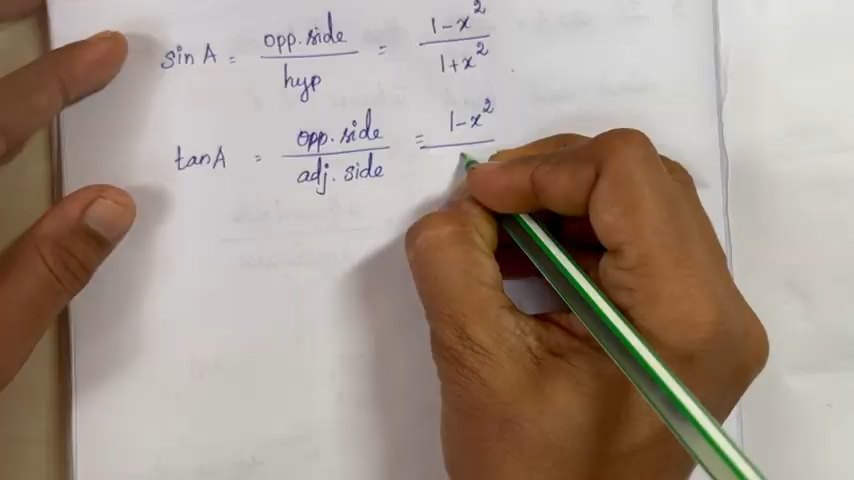 sin A = opp. side / hyp = 1-x² / 1+x²
tan A = opp. side / adj. side = 1-x² /